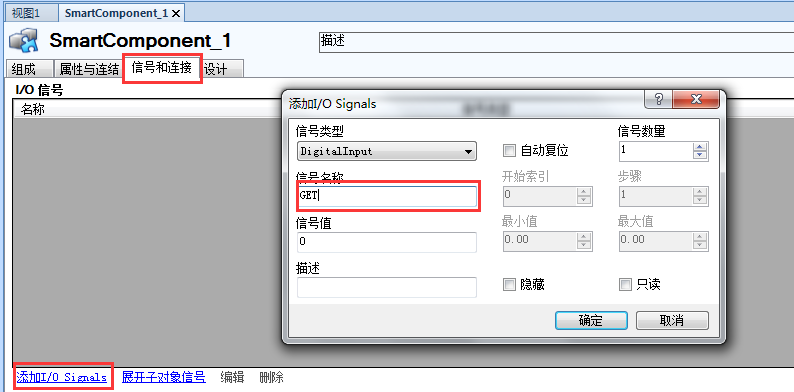 视图1 SmartComponent_1
SmartComponent_1 描述
组成 属性与连结 信号和连接 设计
I/O 信号
名称
添加I/O Signals
信号类型 信号数量
DigitalInput 自动复位 1
信号名称 开始索引 步骤
GET 0 1
信号值 最小值 最大值
0 0.00 0.00
描述
隐藏 只读
确定 取消
添加I/O Signals 展开子对象信号 编辑 删除